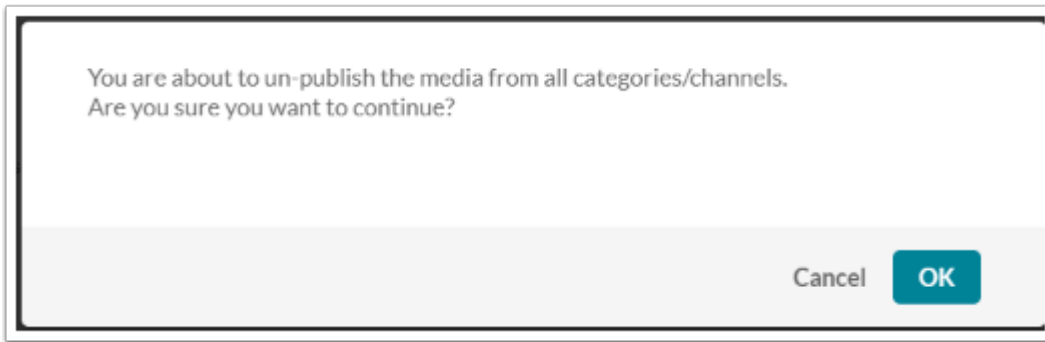 You are about to un-publish the media from all categories/channels.
Are you sure you want to continue?
Cancel OK